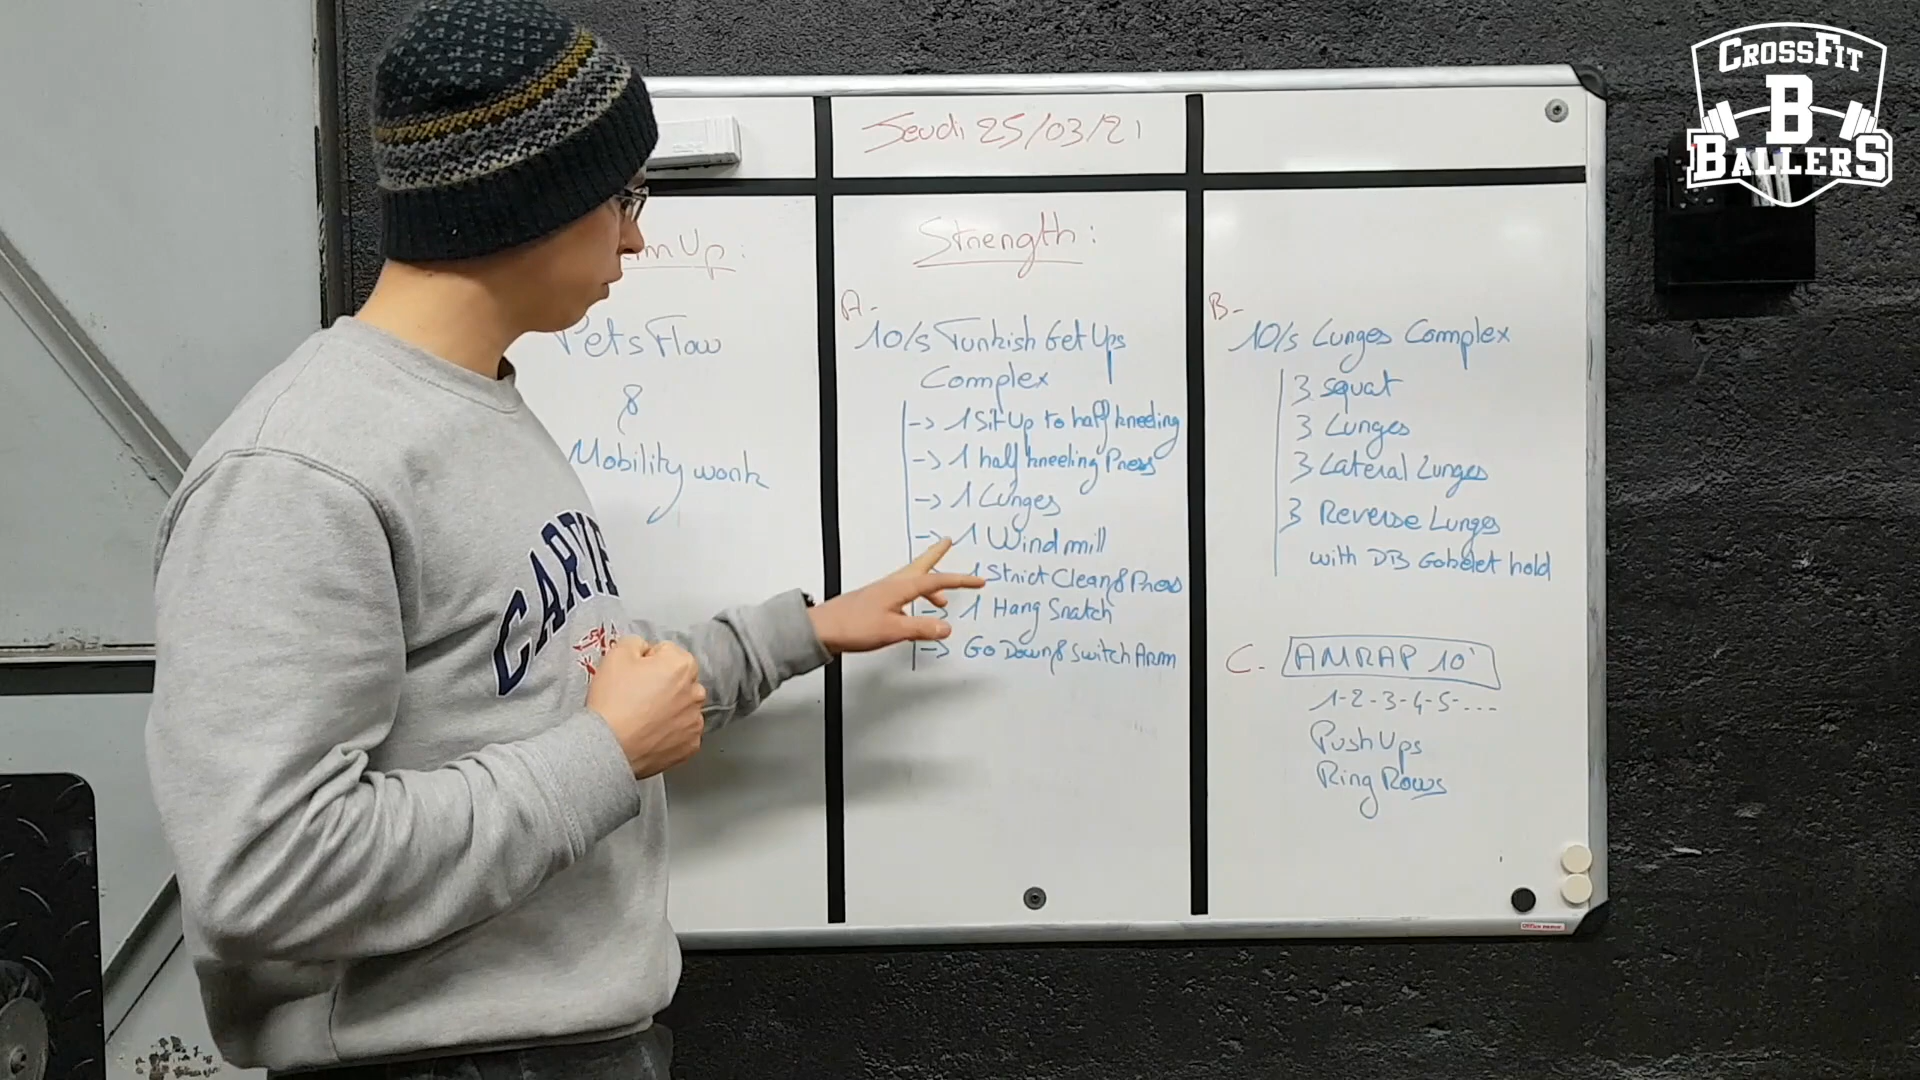 Jeudi 25/03/21
Up :
Pets Flow
&
Mobility work
Strength :
A-
10/s Turkish Get Ups
Complex
-> 1 Sit Up to half kneeling
-> 1 half kneeling Press
-> 1 Lunges
-> 1 Wind mill
1 Strict Clean & Press
-> 1 Hang Snatch
-> Go Down & Switch Arm
B-
10/s Lunges Complex
3 squat
3 Lunges
3 Lateral Lunges
3 Reverse Lunges
with DB Gobelet hold
C. AMRAP 10'
1-2-3-4-5-...
Push Ups
Ring Rows
CROSSFIT
B
BALLERS